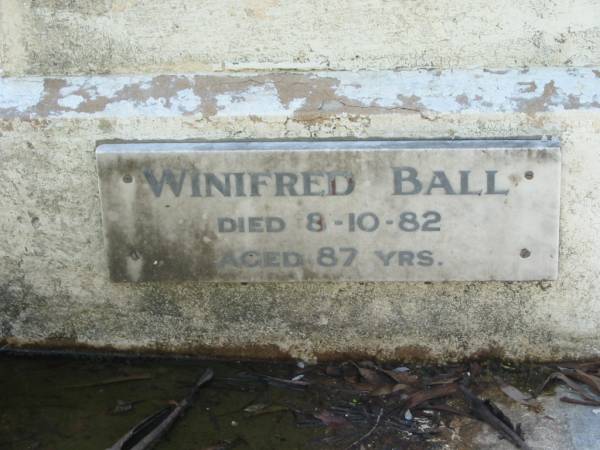 WINIFRED BALL
DIED 8-10-82
AGED 87 YRS.